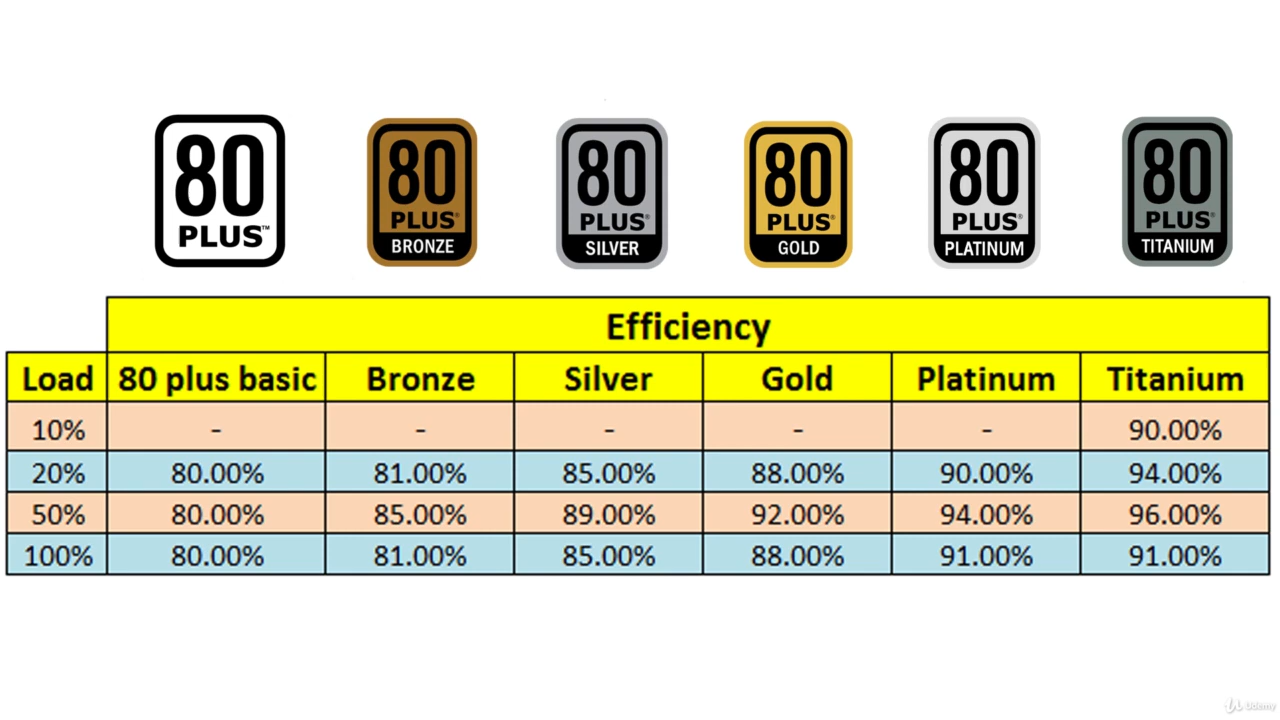 80 PLUS™
80 PLUS® BRONZE
80 PLUS® SILVER
80 PLUS® GOLD
80 PLUS® PLATINUM
80 PLUS® TITANIUM
Efficiency
Load 80 plus basic Bronze Silver Gold Platinum Titanium
10% - - - - - 90.00%
20% 80.00% 81.00% 85.00% 88.00% 90.00% 94.00%
50% 80.00% 85.00% 89.00% 92.00% 94.00% 96.00%
100% 80.00% 81.00% 85.00% 88.00% 91.00% 91.00%
Udemy